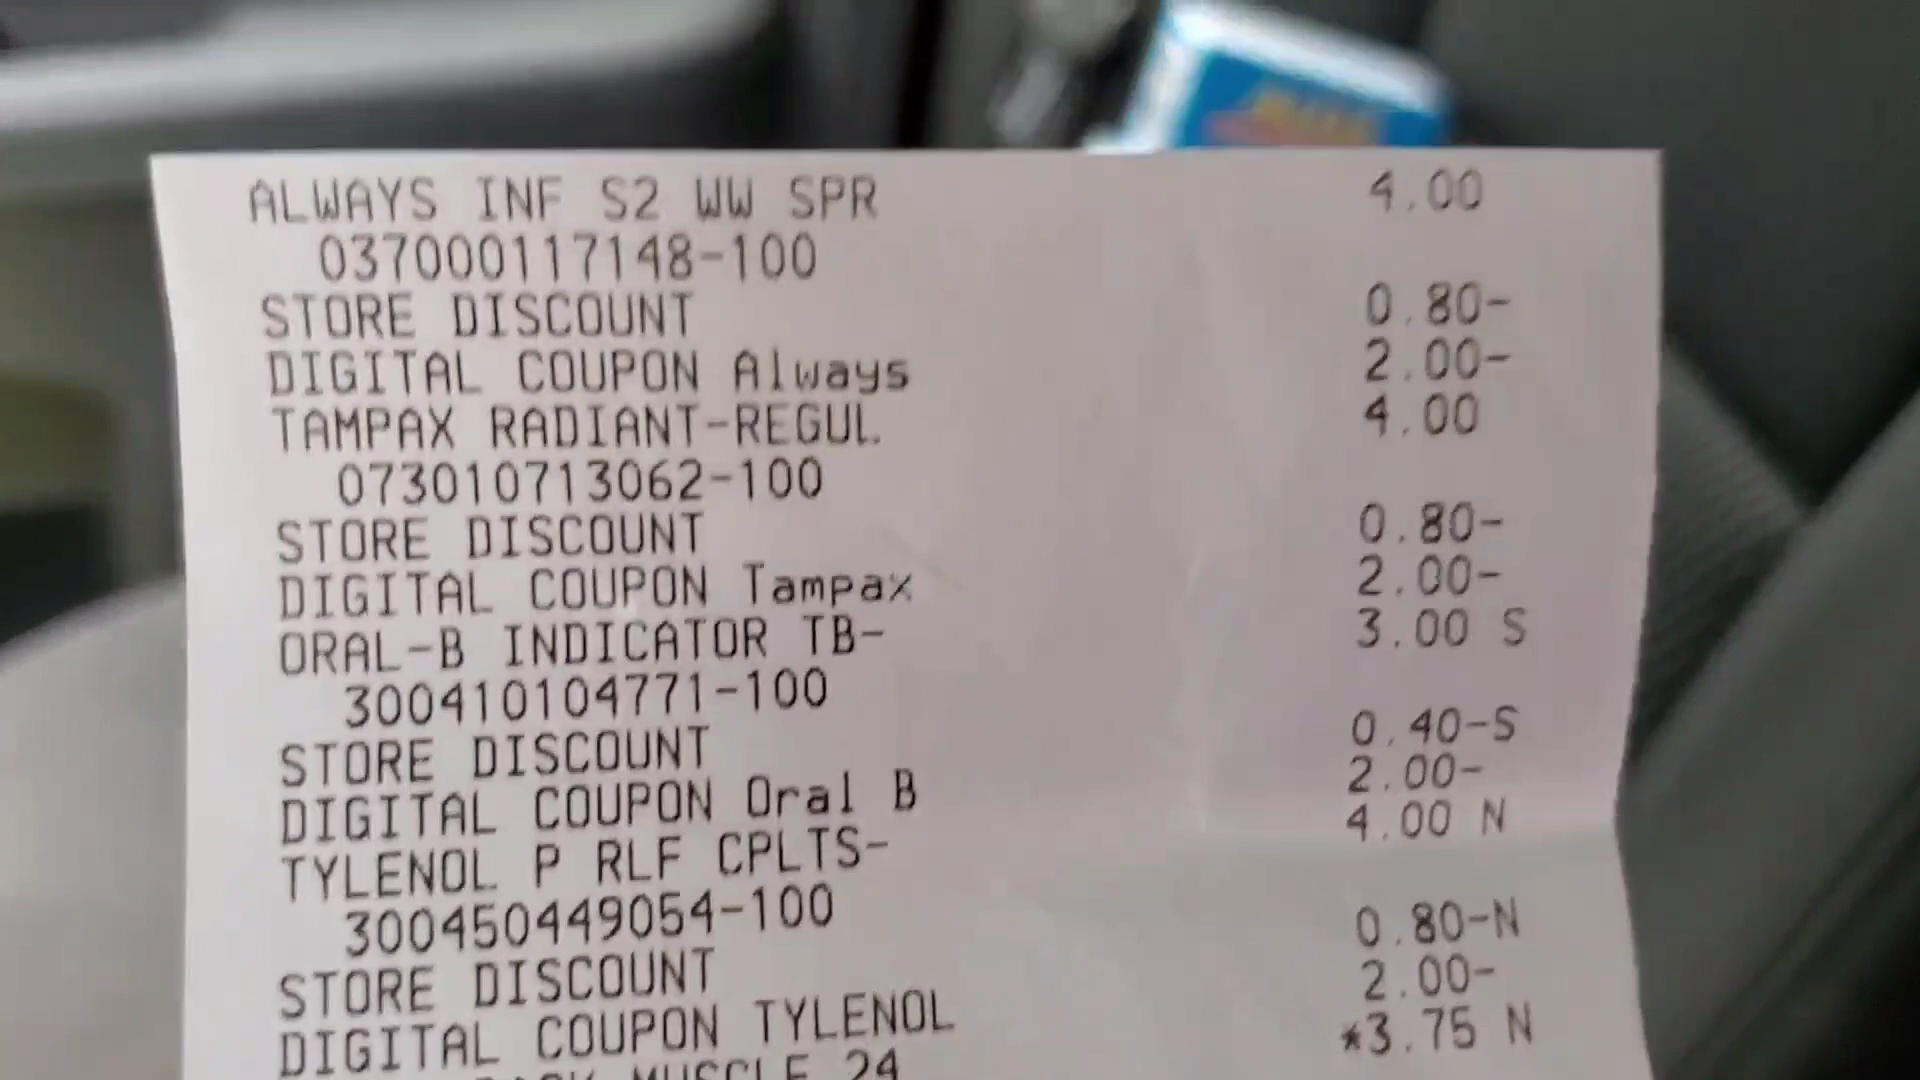 ALWAYS INF S2 WW SPR 4.00
037000117148-100
STORE DISCOUNT 0.80-
DIGITAL COUPON Always 2.00-
TAMPAX RADIANT-REGUL 4.00
073010713062-100
STORE DISCOUNT 0.80-
DIGITAL COUPON Tampax 2.00-
ORAL-B INDICATOR TB- 3.00 S
300410104771-100
STORE DISCOUNT 0.40-S
DIGITAL COUPON Oral B 2.00-
TYLENOL P RLF CPLTS- 4.00 N
300450449054-100
STORE DISCOUNT 0.80-N
DIGITAL COUPON TYLENOL 2.00-
MUSCLE 24 *3.75 N